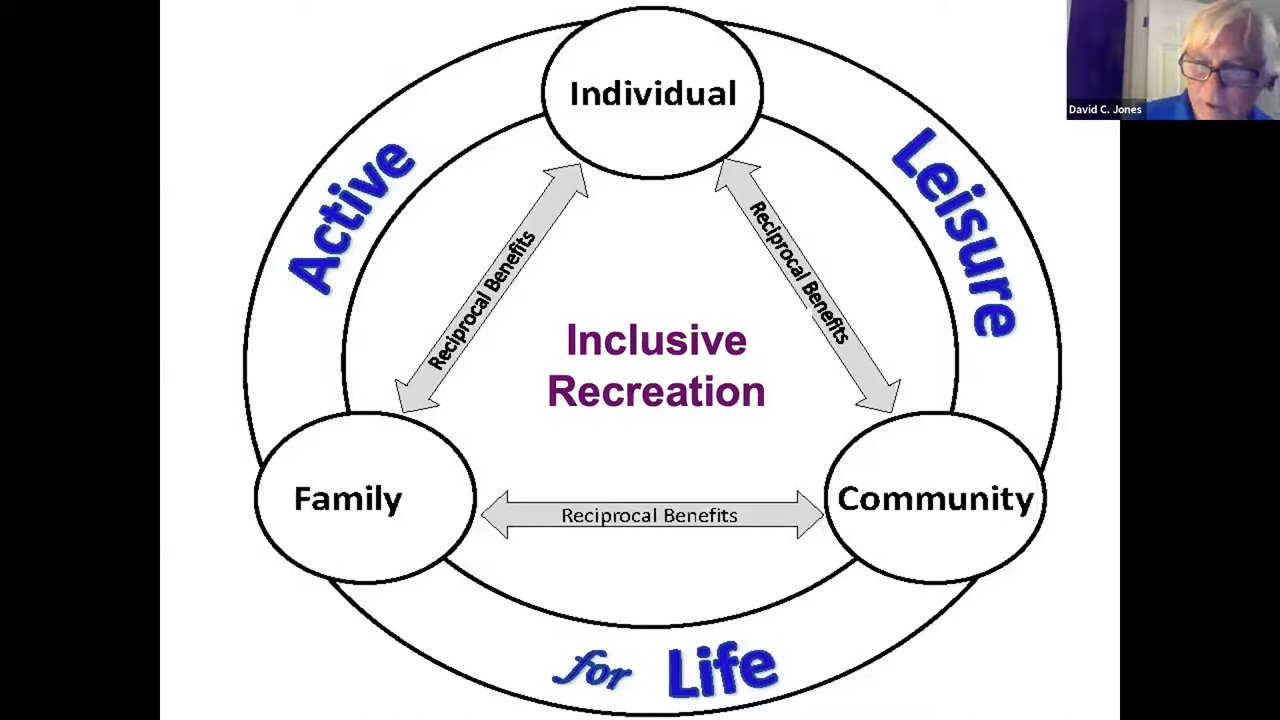 Individual
David C. Jones
Active
Leisure
Reciprocal Benefits
Reciprocal Benefits
Inclusive
Recreation
Family
Reciprocal Benefits
Community
for Life